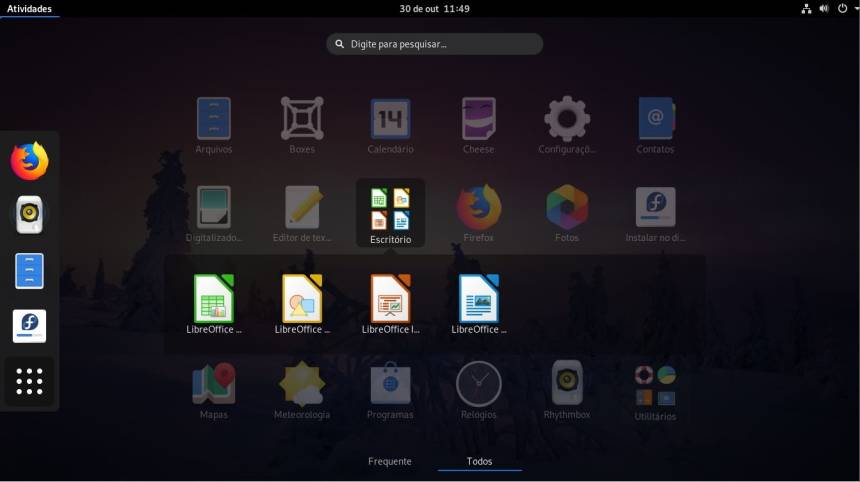 Atividades
30 de out 11:49
Digite para pesquisar...
Arquivos
Boxes
14
Calendário
Cheese
Configuraçõ...
@
Contatos
Digitalizado...
Editor de tex...
Escritório
Firefox
Fotos
Instalar no di...
LibreOffice ...
LibreOffice ...
LibreOffice I...
LibreOffice ...
Mapas
Meteorologia
Programas
Relógios
Rhythmbox
Utilitários
Frequente
Todos